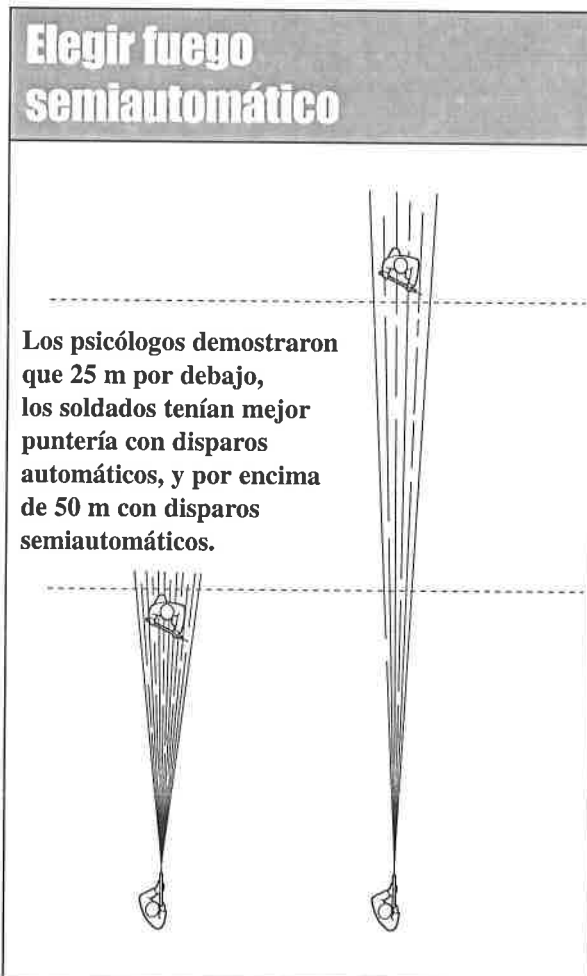 Elegir fuego
semiautomático
Los psicólogos demostraron
que 25 m por debajo,
los soldados tenían mejor
puntería con disparos
automáticos, y por encima
de 50 m con disparos
semiautomáticos.